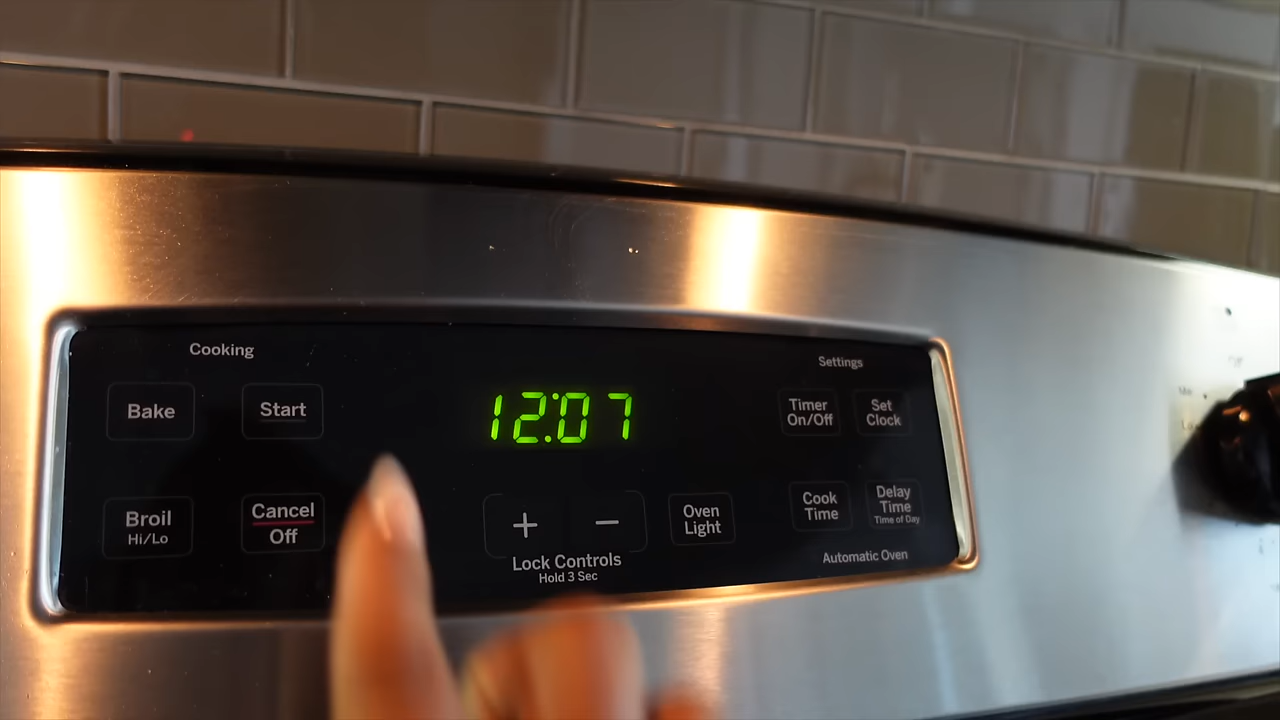 Cooking
Settings
Bake
Start
12:07
Timer
On/Off
Set
Clock
Broil
Hi/Lo
Cancel
Off
+ −
Lock Controls
Hold 3 Sec
Oven
Light
Cook
Time
Delay
Time
Time of Day
Automatic Oven